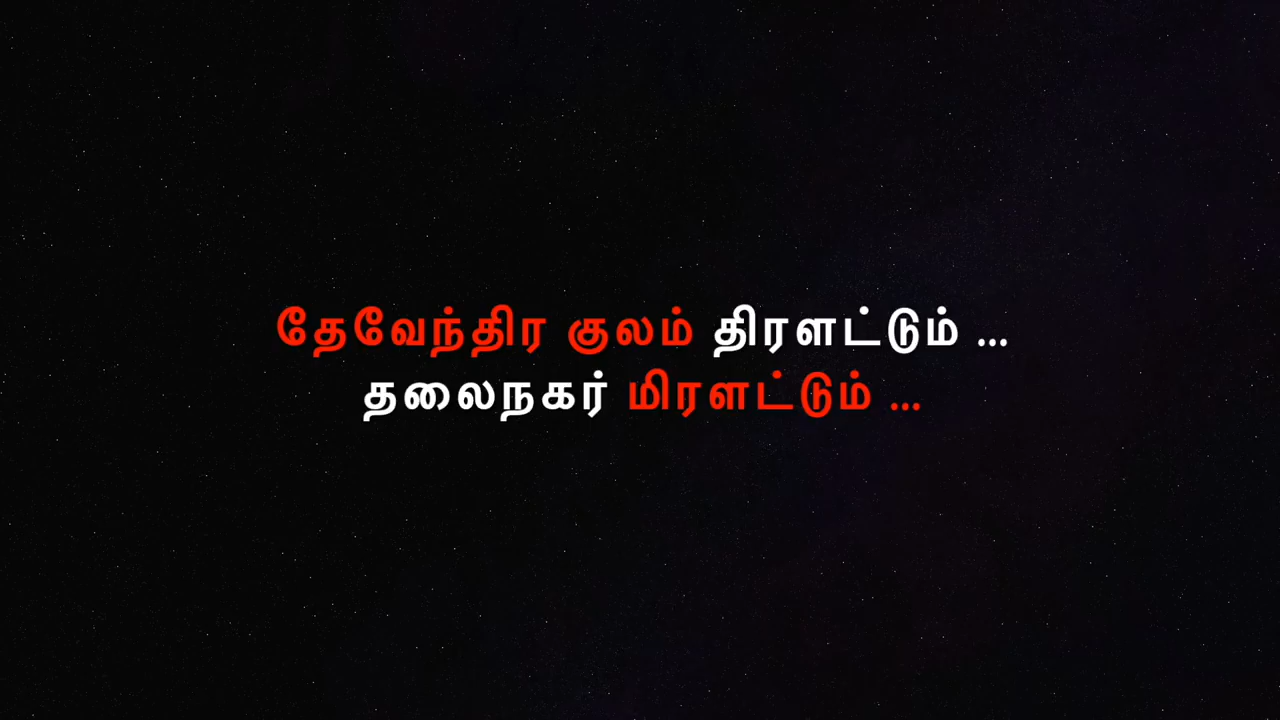 தேவேந்திர குலம் திரளட்டும் ...
தலைநகர் மிரளட்டும் ...